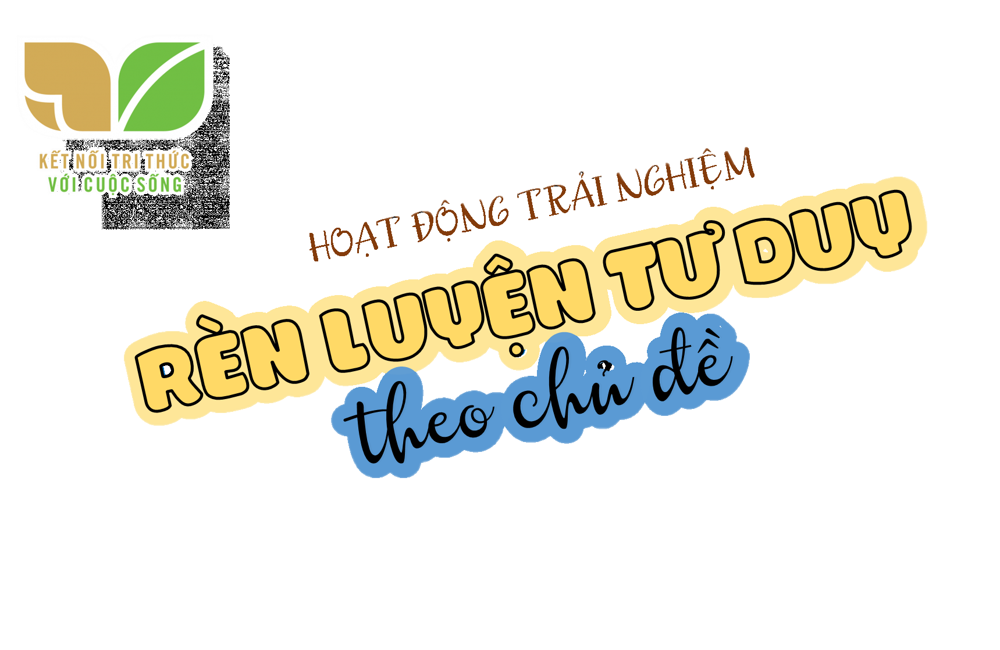 KẾT NỐI TRI THỨC
VỚI CUỘC SỐNG
HOẠT ĐỘNG TRẢI NGHIỆM
RÈN LUYỆN TƯ DUY
theo chủ đề